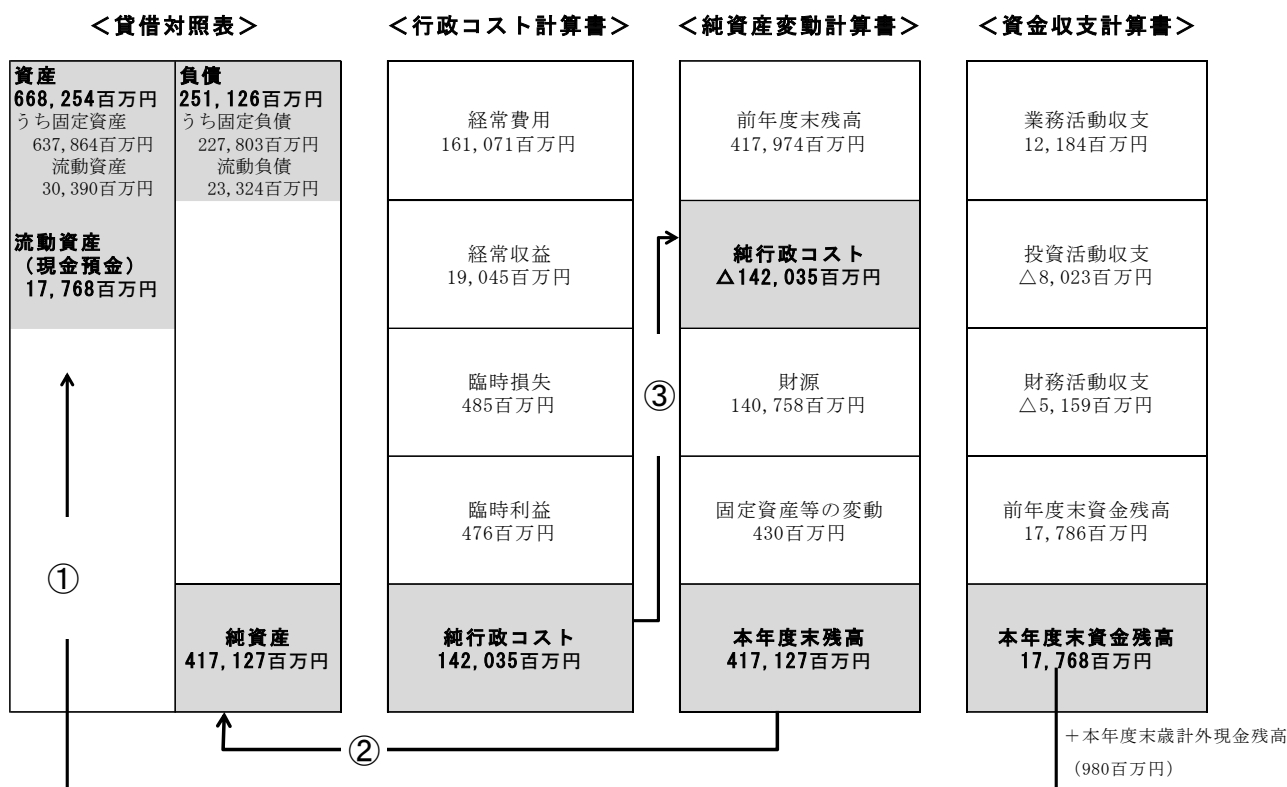 ＜貸借対照表＞
資産
668,254百万円
うち固定資産
637,864百万円
流動資産
30,390百万円
流動資産
（現金預金）
17,768百万円
負債
251,126百万円
うち固定負債
227,803百万円
流動負債
23,324百万円
純資産
417,127百万円
①
＜行政コスト計算書＞
経常費用
161,071百万円
経常収益
19,045百万円
臨時損失
485百万円
臨時利益
476百万円
純行政コスト
142,035百万円
②
③
＜純資産変動計算書＞
前年度末残高
417,974百万円
純行政コスト
△142,035百万円
財源
140,758百万円
固定資産等の変動
430百万円
本年度末残高
417,127百万円
＜資金収支計算書＞
業務活動収支
12,184百万円
投資活動収支
△8,023百万円
財務活動収支
△5,159百万円
前年度末資金残高
17,786百万円
本年度末資金残高
17,768百万円
＋本年度末歳計外現金残高
（980百万円）